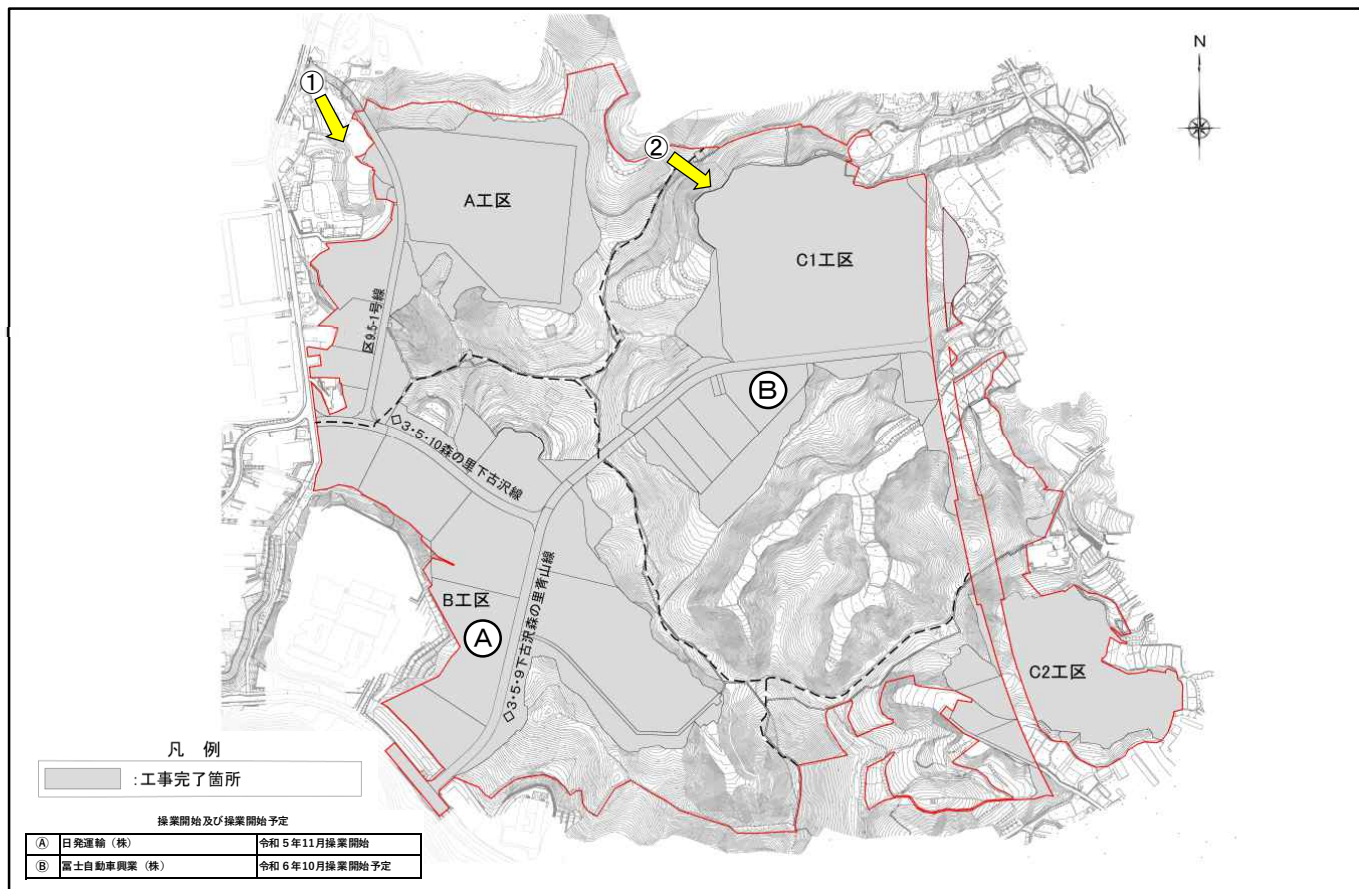 N
①
②
A工区
C1工区
区9.5-1号線
Ⓑ
◇3・5・10森の里下古沢線
B工区
Ⓐ
◇3・5・9下古沢森の里青山線
C2工区
凡 例
:工事完了箇所
操業開始及び操業開始予定
Ⓐ 日発運輸（株） 令和５年11月操業開始
Ⓑ 富士自動車興業（株） 令和６年10月操業開始予定